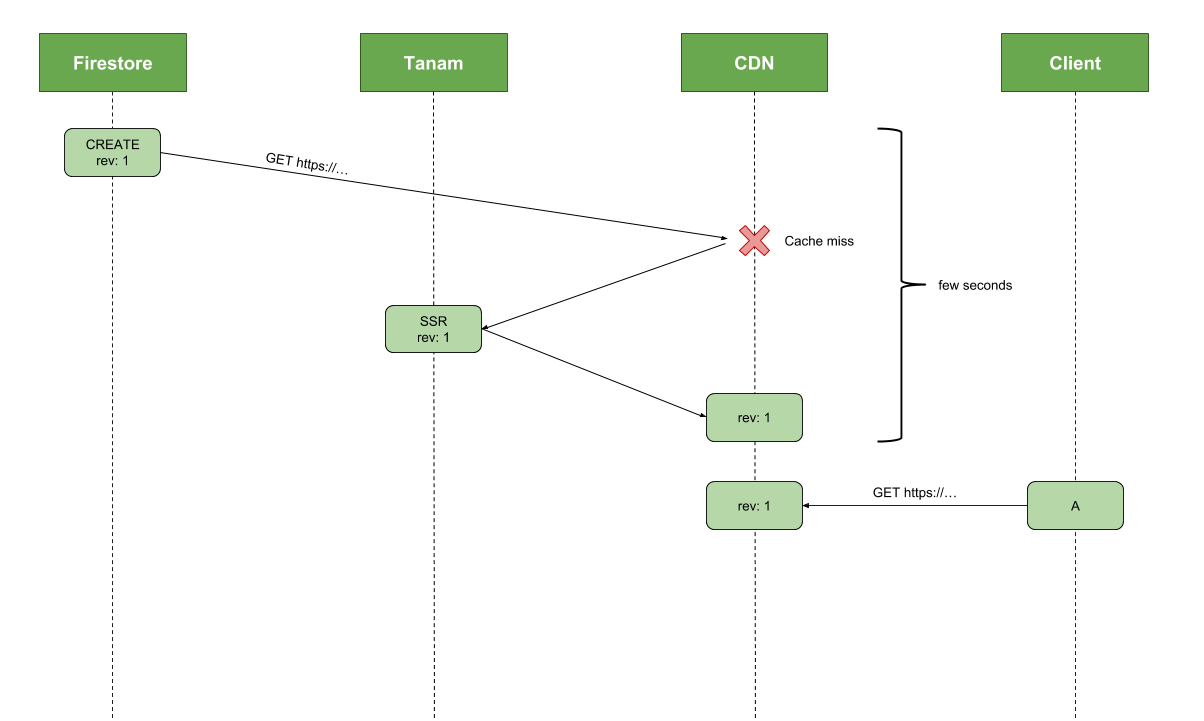 Firestore
Tanam
CDN
Client
CREATE
rev: 1
GET https://…
Cache miss
few seconds
SSR
rev: 1
rev: 1
GET https://…
rev: 1
A